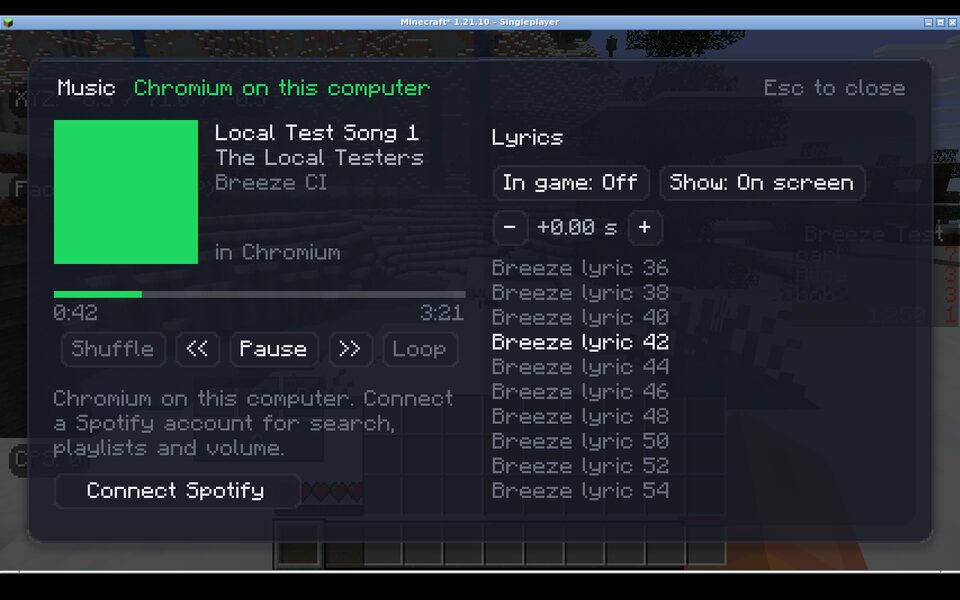 Minecraft* 1.21.10 - Singleplayer
Music Chromium on this computer
Esc to close
Local Test Song 1
The Local Testers
Breeze CI
in Chromium
0:42
3:21
Shuffle << Pause >> Loop
Chromium on this computer. Connect
a Spotify account for search,
playlists and volume.
Connect Spotify
Lyrics
In game: Off Show: On screen
- +0.00 s +
Breeze lyric 36
Breeze lyric 38
Breeze lyric 40
Breeze lyric 42
Breeze lyric 44
Breeze lyric 46
Breeze lyric 48
Breeze lyric 50
Breeze lyric 52
Breeze lyric 54
Breeze Test